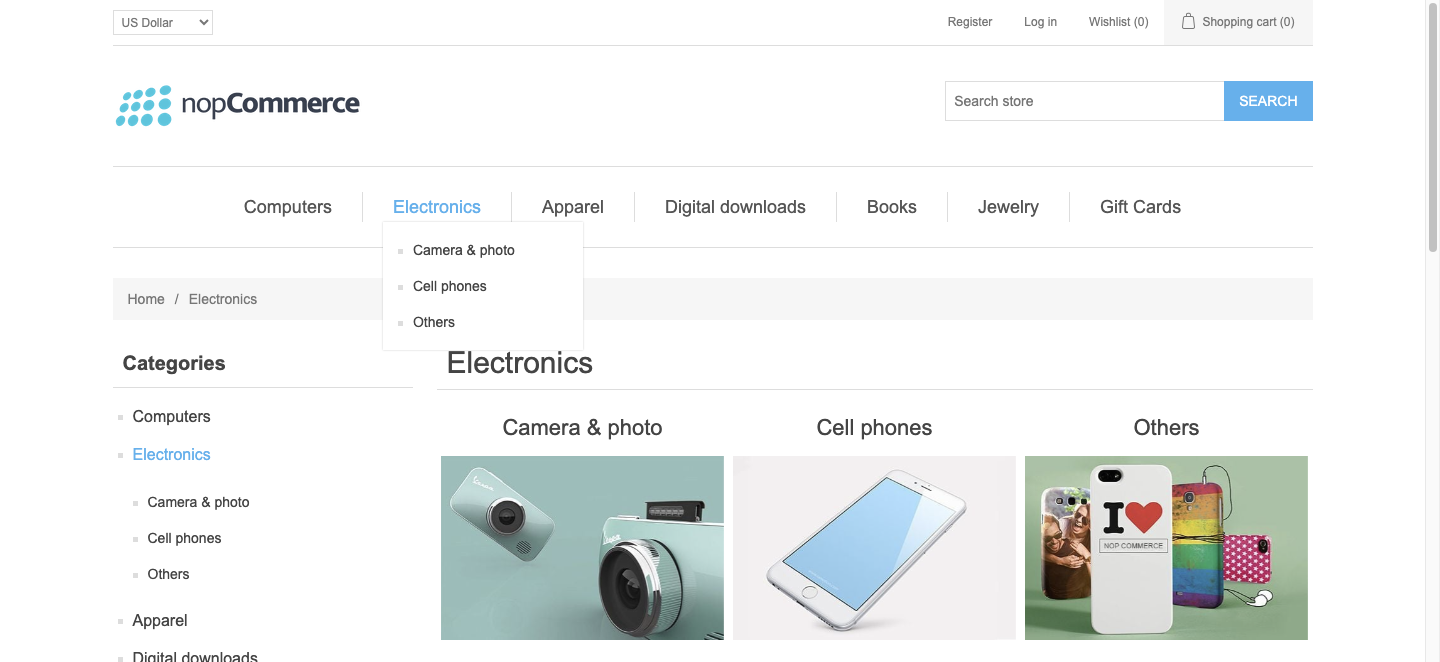 US Dollar
Register
Log in
Wishlist (0)
Shopping cart (0)
nopCommerce
Search store
SEARCH
Computers
Electronics
Apparel
Digital downloads
Books
Jewelry
Gift Cards
Camera & photo
Cell phones
Others
Home / Electronics
Categories
Computers
Electronics
Camera & photo
Cell phones
Others
Apparel
Digital downloads
Electronics
Camera & photo
Cell phones
Others
I
NOP COMMERCE